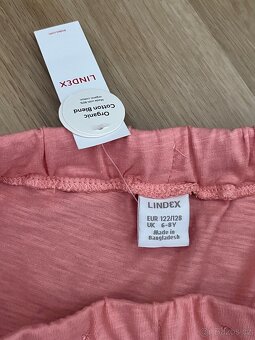 LINDEX
Organic
Cotton Blend
LINDEX
EUR 122/128
UK 6-8Y
Made in
Bangladesh